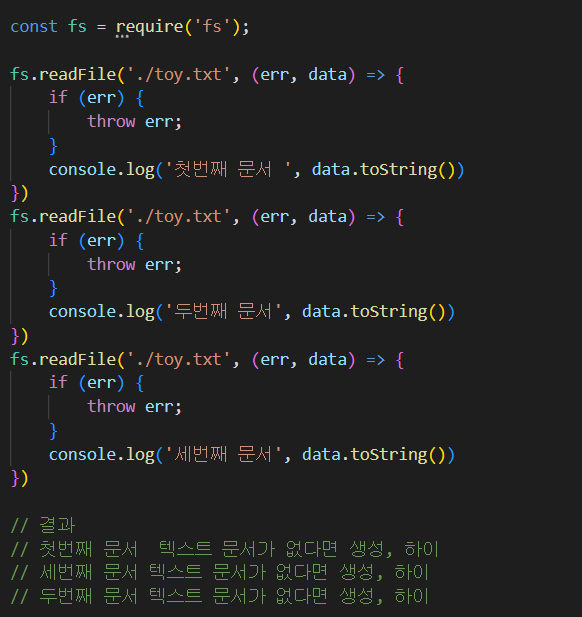 const fs = require('fs');
fs.readFile('./toy.txt', (err, data) => {
    if (err) {
        throw err;
    }
    console.log('첫번째 문서 ', data.toString())
})
fs.readFile('./toy.txt', (err, data) => {
    if (err) {
        throw err;
    }
    console.log('두번째 문서', data.toString())
})
fs.readFile('./toy.txt', (err, data) => {
    if (err) {
        throw err;
    }
    console.log('세번째 문서', data.toString())
})
// 결과
// 첫번째 문서  텍스트 문서가 없다면 생성, 하이
// 세번째 문서 텍스트 문서가 없다면 생성, 하이
// 두번째 문서 텍스트 문서가 없다면 생성, 하이